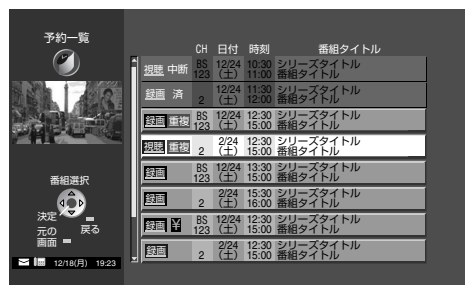 予約一覧
CH 日付 時刻 番組タイトル
視聴 中断 BS 123 12/24 (土) 10:30 11:00 シリーズタイトル 番組タイトル
録画 済 2 12/24 (土) 11:30 12:00 シリーズタイトル 番組タイトル
録画 重複 BS 123 12/24 (土) 12:30 15:00 シリーズタイトル 番組タイトル
視聴 重複 2 2/24 (土) 12:30 15:00 シリーズタイトル 番組タイトル
録画 BS 123 12/24 (土) 13:30 15:00 シリーズタイトル 番組タイトル
録画 2 2/24 (土) 15:30 16:00 シリーズタイトル 番組タイトル
録画 ¥ BS 123 12/24 (土) 12:30 15:00 シリーズタイトル 番組タイトル
録画 2 2/24 (土) 12:30 15:00 シリーズタイトル 番組タイトル
番組選択
決定
元の画面 戻る
12/18(月) 19:23